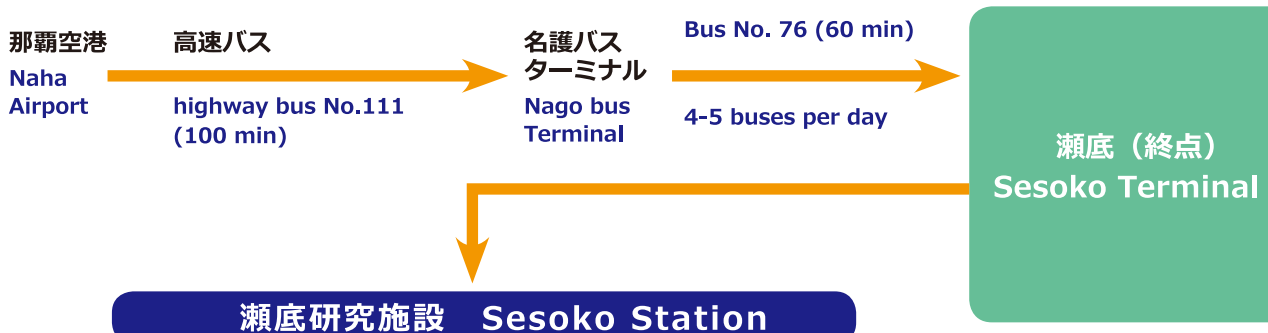 那覇空港
Naha
Airport
高速バス
highway bus No.111
(100 min)
名護バス
ターミナル
Nago bus
Terminal
Bus No. 76 (60 min)
4-5 buses per day
瀬底（終点）
Sesoko Terminal
瀬底研究施設　Sesoko Station